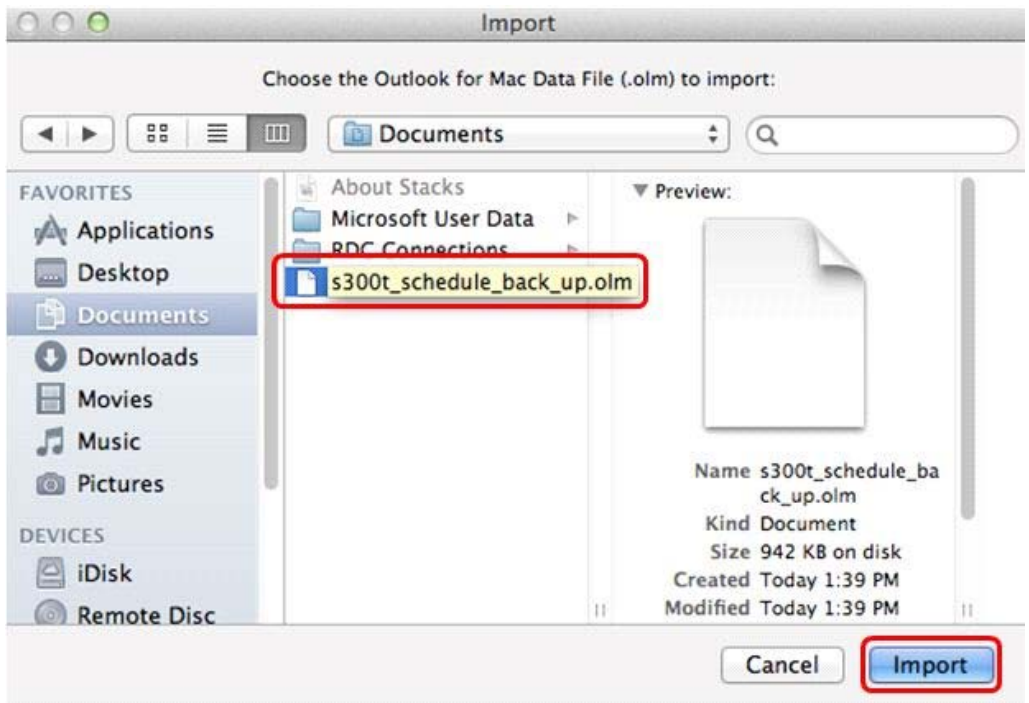 Import
Choose the Outlook for Mac Data File (.olm) to import:
Documents
FAVORITES
Applications
Desktop
Documents
Downloads
Movies
Music
Pictures
DEVICES
iDisk
Remote Disc
About Stacks
Microsoft User Data
RDC Connections
s300t_schedule_back_up.olm
Preview:
Name s300t_schedule_ba
ck_up.olm
Kind Document
Size 942 KB on disk
Created Today 1:39 PM
Modified Today 1:39 PM
Cancel
Import